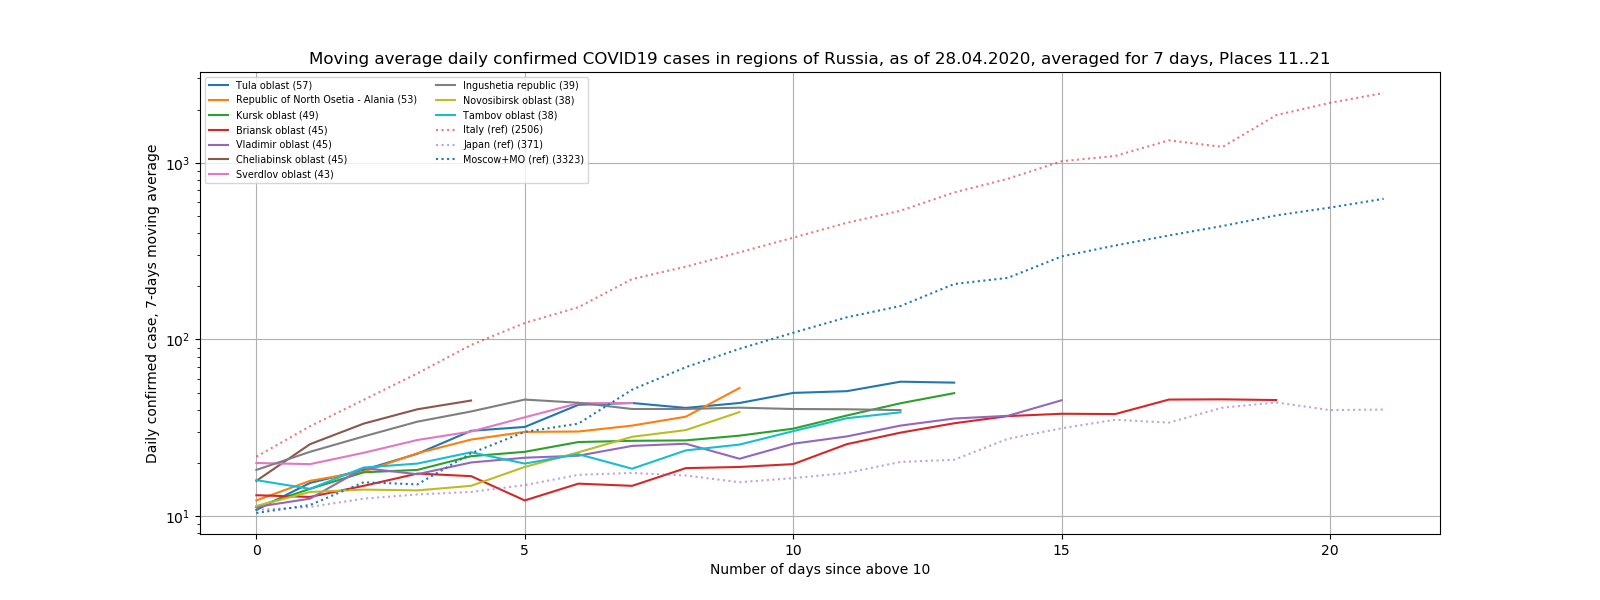 Moving average daily confirmed COVID19 cases in regions of Russia, as of 28.04.2020, averaged for 7 days, Places 11..21
Tula oblast (57)
Republic of North Osetia - Alania (53)
Kursk oblast (49)
Briansk oblast (45)
Vladimir oblast (45)
Cheliabinsk oblast (45)
Sverdlov oblast (43)
Ingushetia republic (39)
Novosibirsk oblast (38)
Tambov oblast (38)
Italy (ref) (2506)
Japan (ref) (371)
Moscow+MO (ref) (3323)
Daily confirmed case, 7-days moving average
10³
10²
10¹
0 5 10 15 20
Number of days since above 10